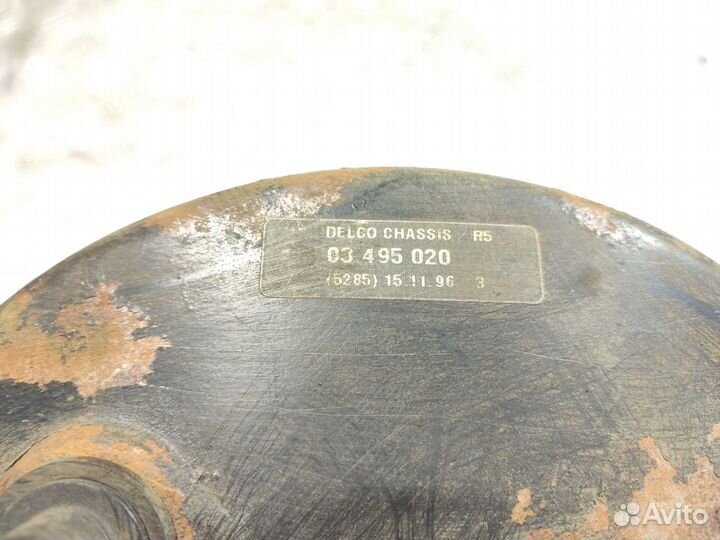 DELCO CHASSIS R5
03 495 020
(5285) 15.11.96 3
Avito